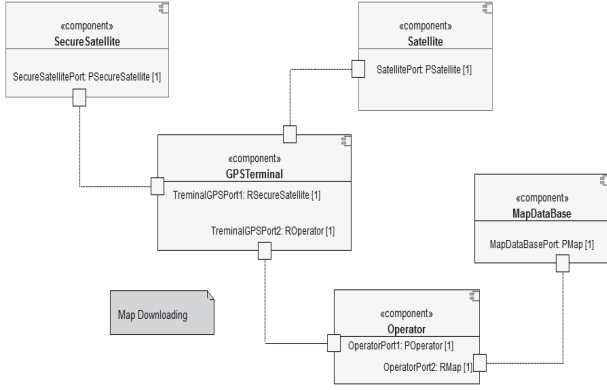 «component»
SecureSatellite
SecureSatellitePort: PSecureSatellite [1]
«component»
Satellite
SatellitePort: PSatellite [1]
«component»
GPSTerminal
TreminalGPSPort1: RSecureSatellite [1]
TreminalGPSPort2: ROperator [1]
«component»
MapDataBase
MapDataBasePort: PMap [1]
Map Downloading
«component»
Operator
OperatorPort1: POperator [1]
OperatorPort2: RMap [1]